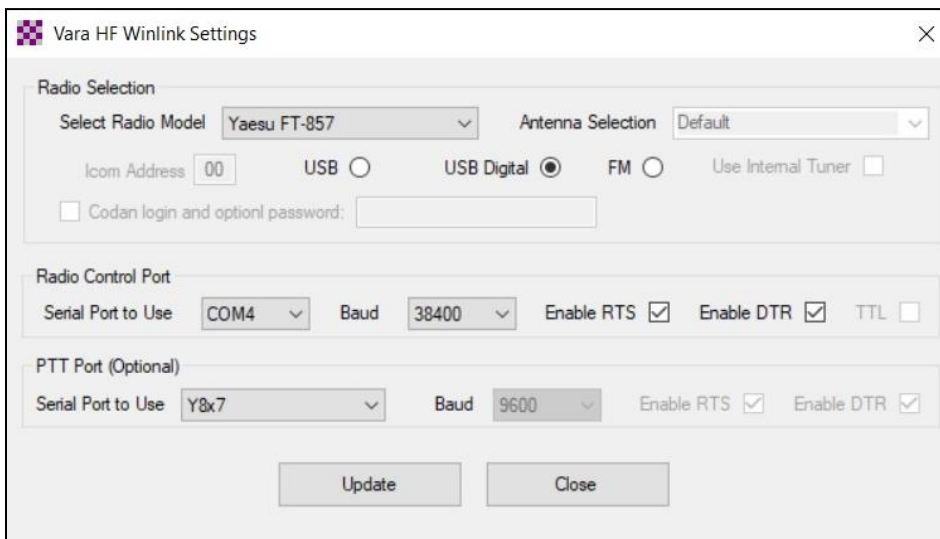 Vara HF Winlink Settings
Radio Selection
Select Radio Model Yaesu FT-857 Antenna Selection Default
Icom Address 00 USB USB Digital FM Use Internal Tuner
Codan login and optionl password:
Radio Control Port
Serial Port to Use COM4 Baud 38400 Enable RTS Enable DTR TTL
PTT Port (Optional)
Serial Port to Use Y8x7 Baud 9600 Enable RTS Enable DTR
Update Close